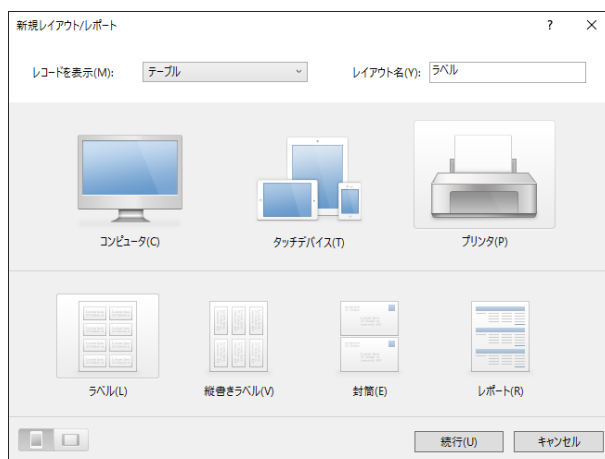 新規レイアウト/レポート ? ×
レコードを表示(M): テーブル レイアウト名(Y): ラベル
コンピュータ(C) タッチデバイス(T) プリンタ(P)
ラベル(L) 縦書きラベル(V) 封筒(E) レポート(R)
続行(U) キャンセル